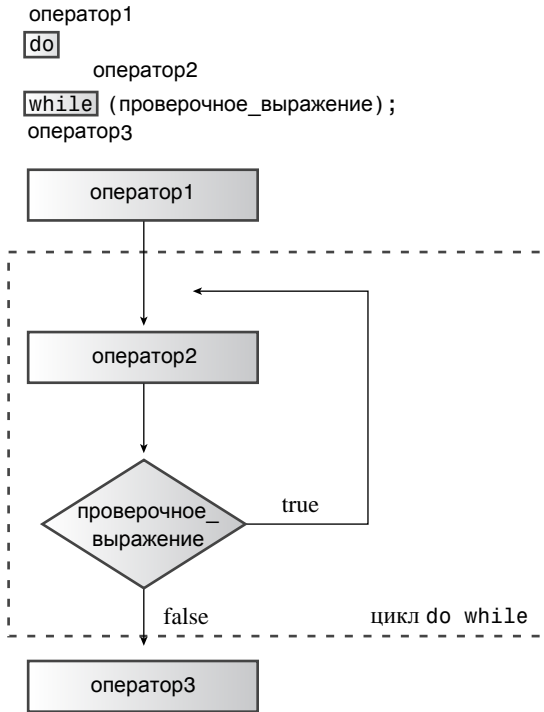 оператор1
do
оператор2
while (проверочное_выражение);
оператор3
оператор1
оператор2
проверочное_
выражение
true
false
цикл do while
оператор3